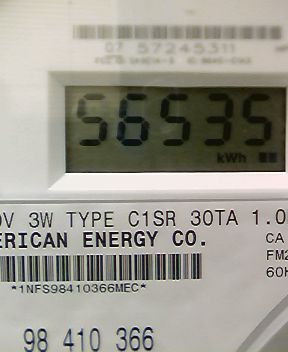 07 57245311
56535
kWh
0V 3W TYPE C1SR 30TA 1.0
ERICAN ENERGY CO.
CA
FM2
60H
*1NFS98410366MEC*
98 410 366